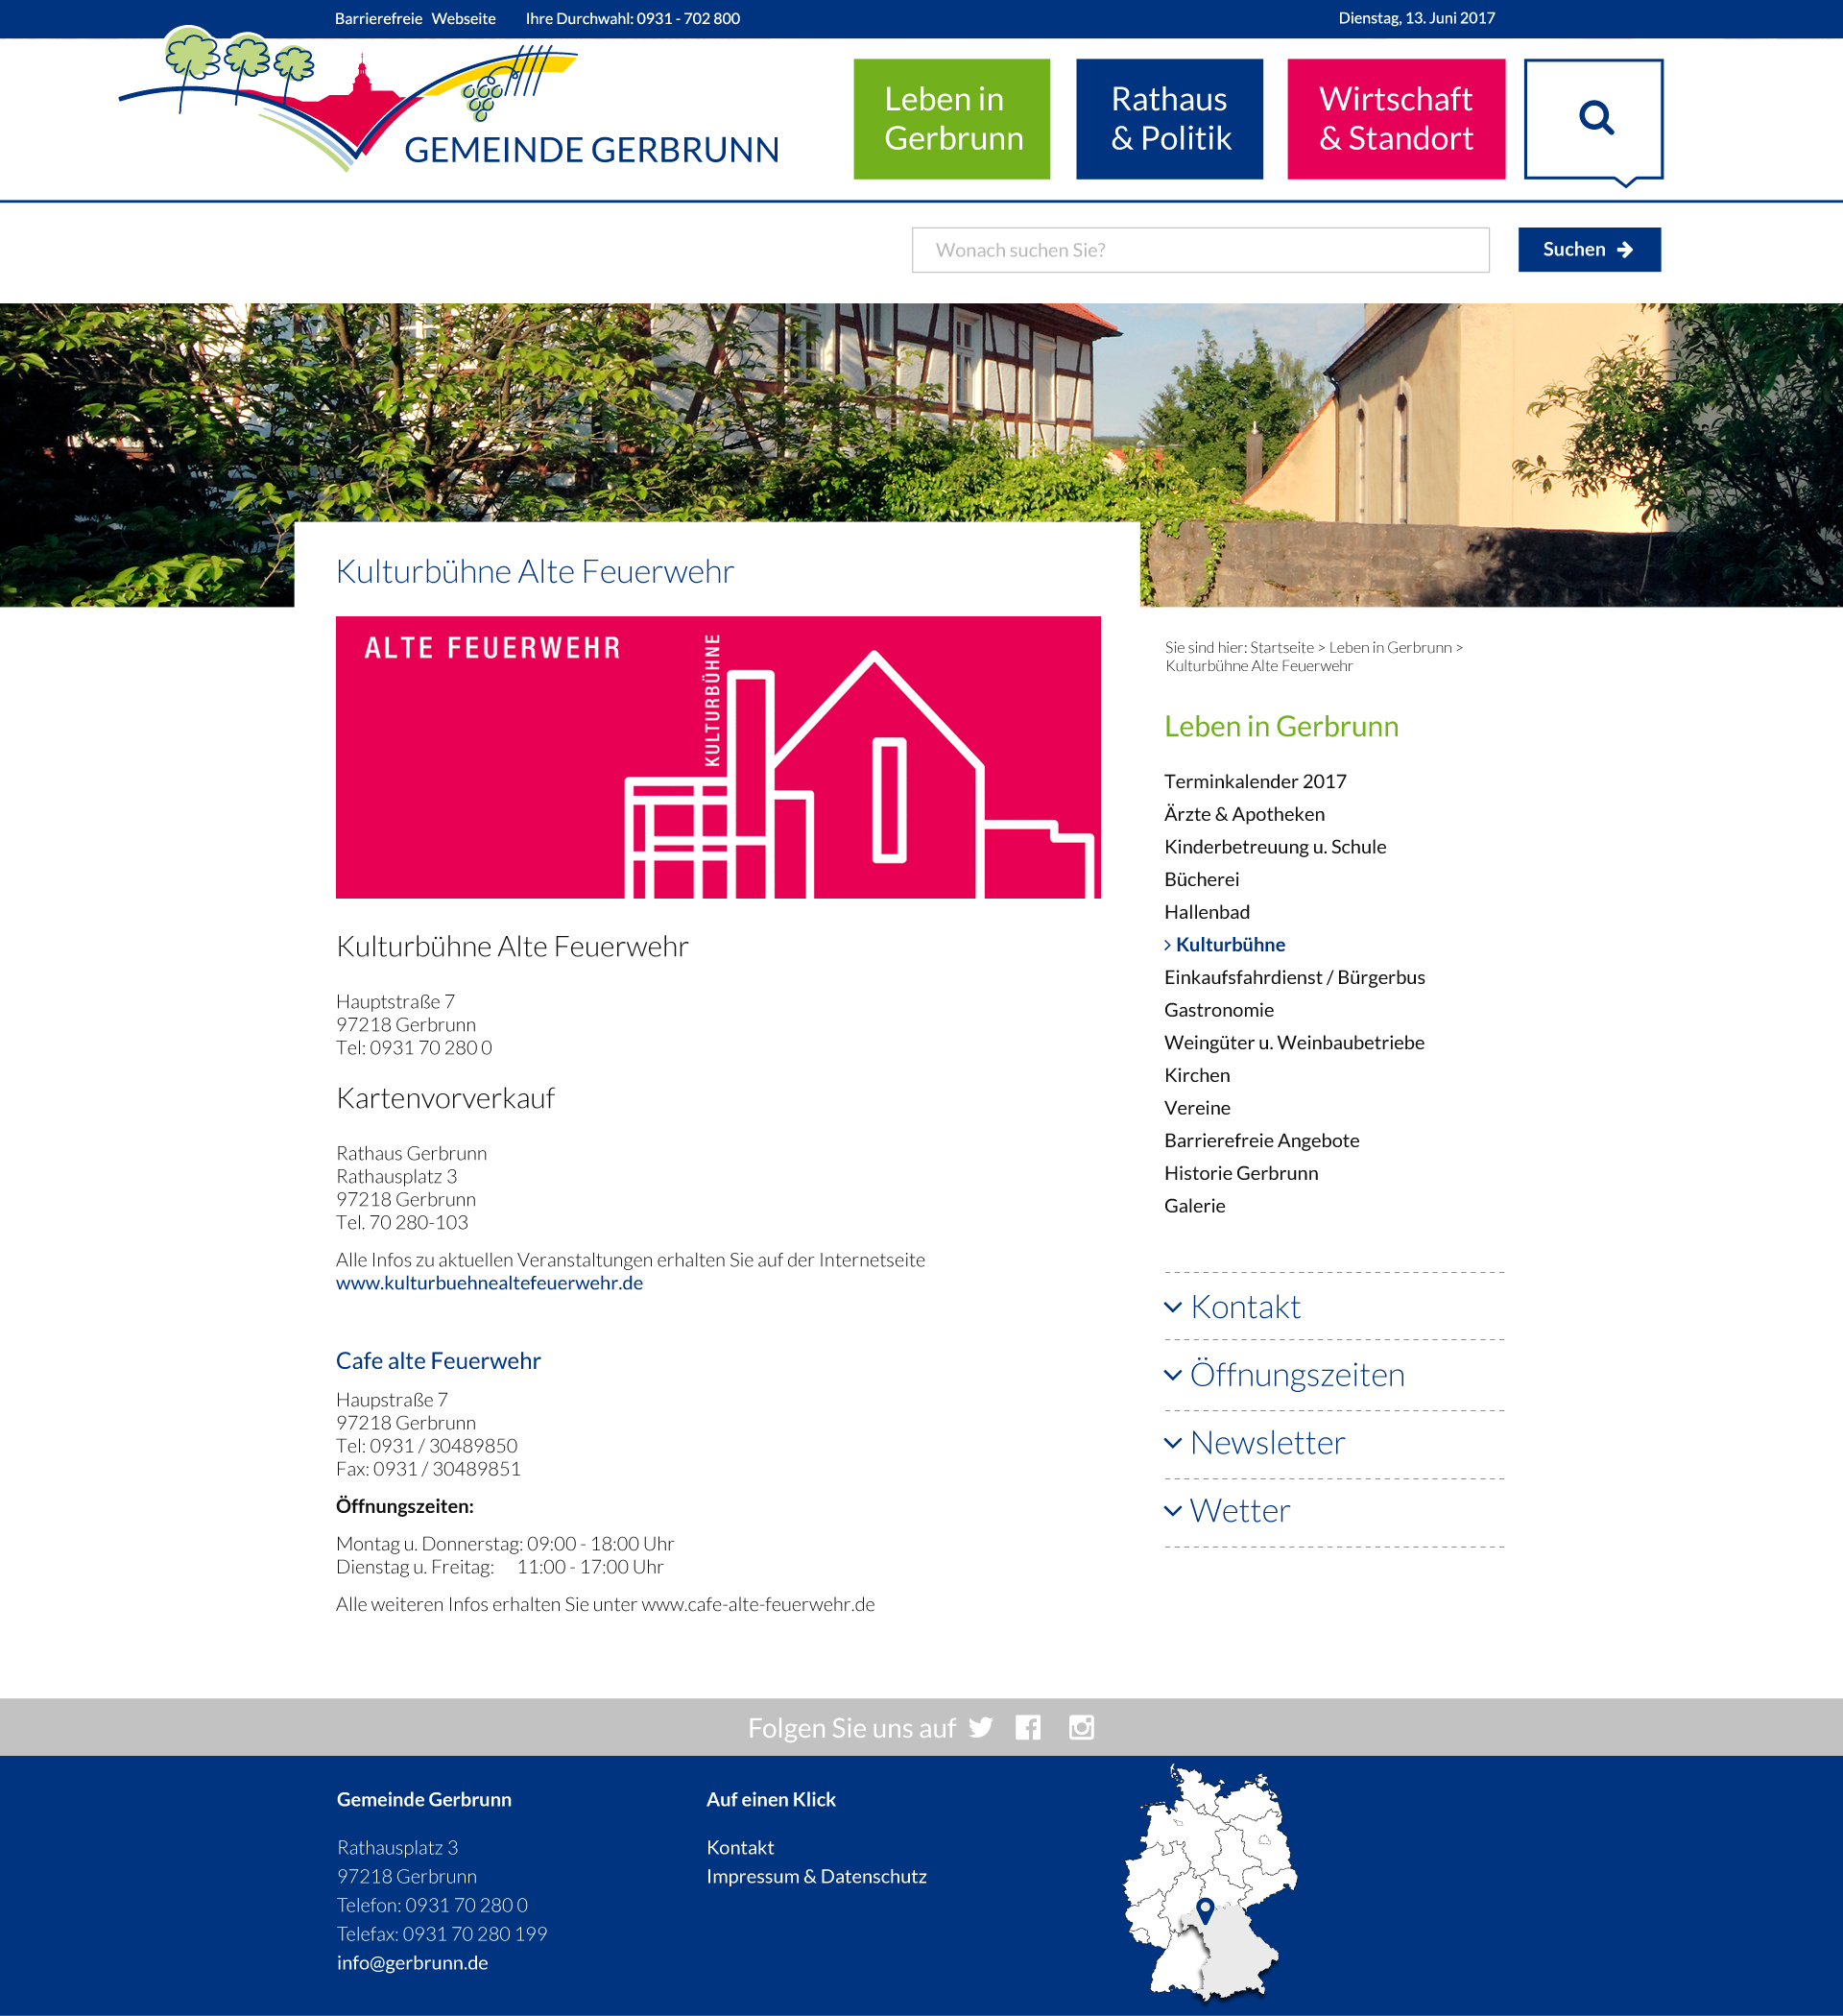 Barrierefreie Webseite
Ihre Durchwahl: 0931 - 702 800
Dienstag, 13. Juni 2017
GEMEINDE GERBRUNN
Leben in
Gerbrunn
Rathaus
& Politik
Wirtschaft
& Standort
Wonach suchen Sie?
Suchen
Kulturbühne Alte Feuerwehr
ALTE FEUERWEHR
KULTURBÜHNE
Kulturbühne Alte Feuerwehr
Hauptstraße 7
97218 Gerbrunn
Tel: 0931 70 280 0
Kartenvorverkauf
Rathaus Gerbrunn
Rathausplatz 3
97218 Gerbrunn
Tel. 70 280-103
Alle Infos zu aktuellen Veranstaltungen erhalten Sie auf der Internetseite
www.kulturbuehnealtefeuerwehr.de
Cafe alte Feuerwehr
Haupstraße 7
97218 Gerbrunn
Tel: 0931 / 30489850
Fax: 0931 / 30489851
Öffnungszeiten:
Montag u. Donnerstag: 09:00 - 18:00 Uhr
Dienstag u. Freitag: 11:00 - 17:00 Uhr
Alle weiteren Infos erhalten Sie unter www.cafe-alte-feuerwehr.de
Sie sind hier: Startseite > Leben in Gerbrunn >
Kulturbühne Alte Feuerwehr
Leben in Gerbrunn
Terminkalender 2017
Ärzte & Apotheken
Kinderbetreuung u. Schule
Bücherei
Hallenbad
› Kulturbühne
Einkaufsfahrdienst / Bürgerbus
Gastronomie
Weingüter u. Weinbaubetriebe
Kirchen
Vereine
Barrierefreie Angebote
Historie Gerbrunn
Galerie
Kontakt
Öffnungszeiten
Newsletter
Wetter
Folgen Sie uns auf
Gemeinde Gerbrunn
Rathausplatz 3
97218 Gerbrunn
Telefon: 0931 70 280 0
Telefax: 0931 70 280 199
info@gerbrunn.de
Auf einen Klick
Kontakt
Impressum & Datenschutz